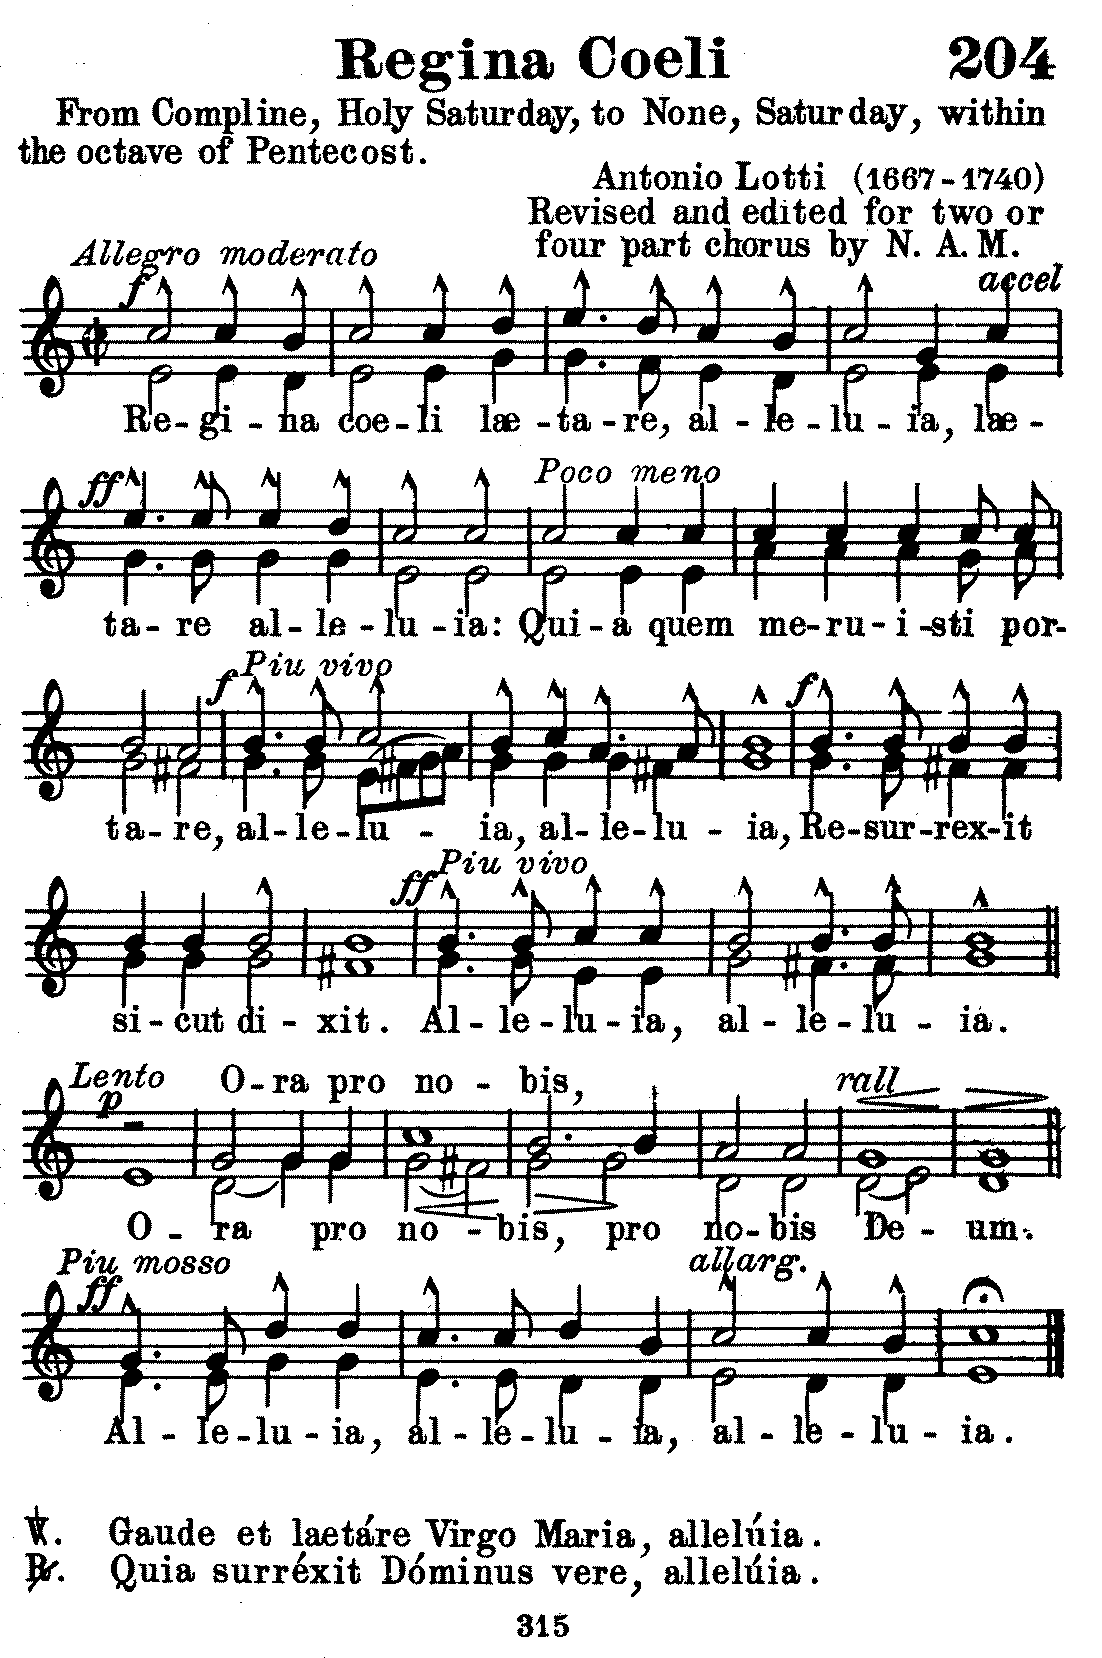 Regina Coeli 204
From Compline, Holy Saturday, to None, Saturday, within
the octave of Pentecost.
Antonio Lotti (1667-1740)
Revised and edited for two or
four part chorus by N. A. M.
Allegro moderato
accel
f
Re-gi-na coe-li læ-ta-re, al-le-lu-ia, læ-
ff
Poco meno
ta-re al-le-lu-ia: Qui-a quem me-ru-i-sti por-
f Piu vivo
f
ta-re, al-le-lu-ia, al-le-lu-ia, Re-sur-rex-it
ff Piu vivo
si-cut di-xit. Al-le-lu-ia, al-le-lu-ia.
Lento O-ra pro no-bis, rall
p
O-ra pro no-bis, pro no-bis De-um.
Piu mosso allarg.
ff
Al-le-lu-ia, al-le-lu-ia, al-le-lu-ia.
℣. Gaude et laetáre Virgo Maria, allelúia.
℟. Quia surréxit Dóminus vere, allelúia.
315